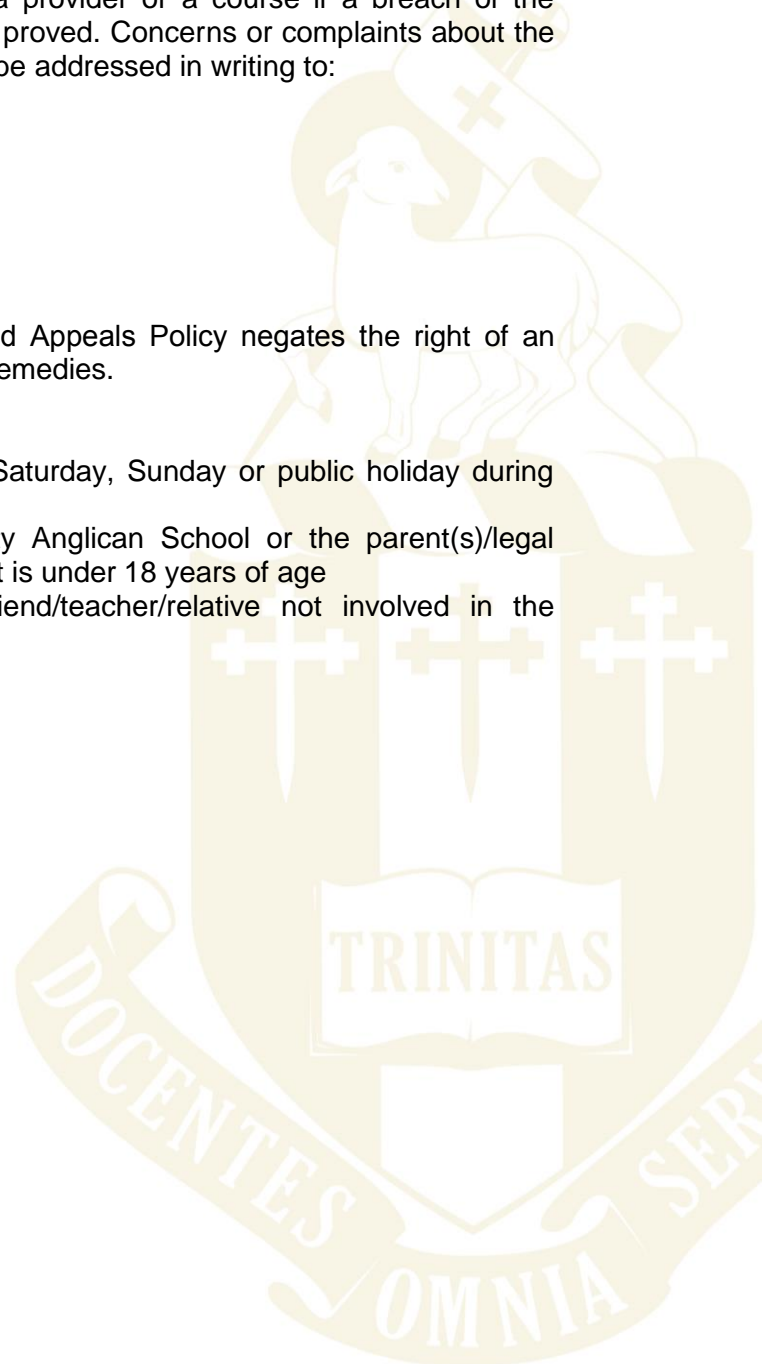 a provider or a course if a breach of the
proved. Concerns or complaints about the
be addressed in writing to:
d Appeals Policy negates the right of an
emedies.
Saturday, Sunday or public holiday during
y Anglican School or the parent(s)/legal
t is under 18 years of age
iend/teacher/relative not involved in the
TRINITAS
DOCENTES
OMNIA